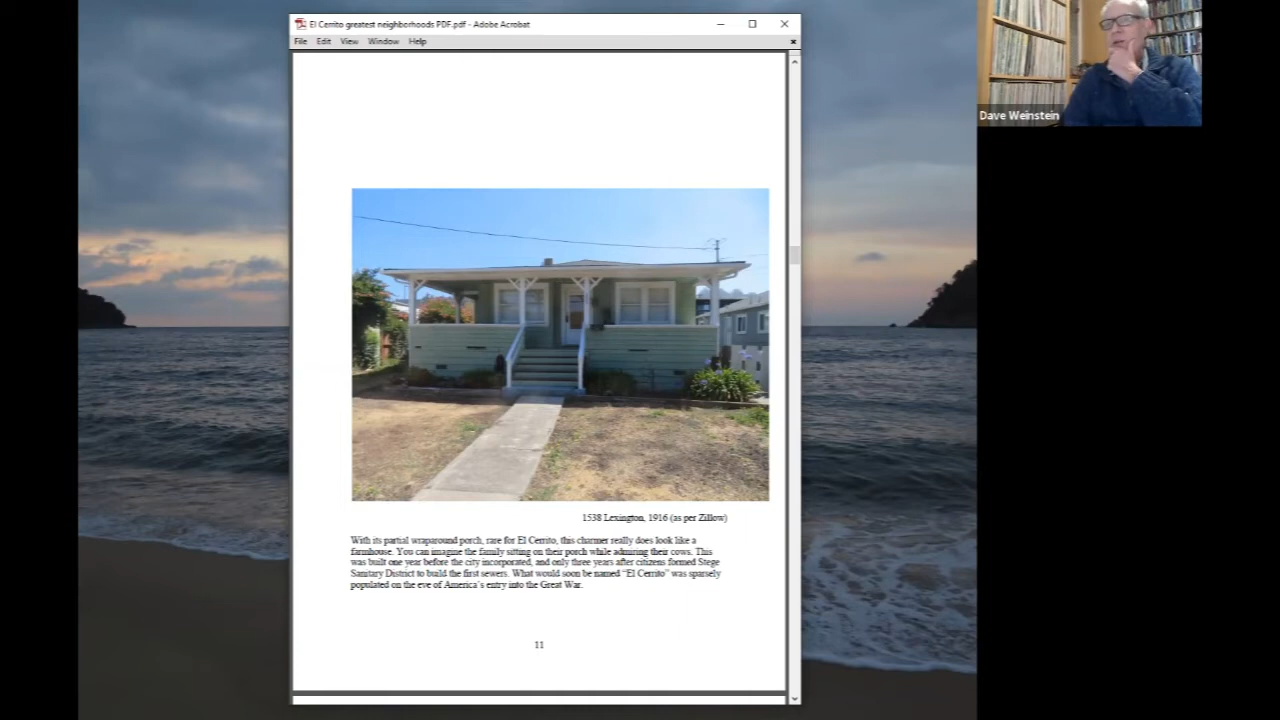 El Cerrito greatest neighborhoods PDF.pdf - Adobe Acrobat
File Edit View Window Help
Dave Weinstein
1538 Lexington, 1916 (as per Zillow)
With its partial wraparound porch, rare for El Cerrito, this charmer really does look like a
farmhouse. You can imagine the family sitting on their porch while admiring their cows. This
was built one year before the city incorporated, and only three years after citizens formed Stege
Sanitary District to build the first sewers. What would soon be named “El Cerrito” was sparsely
populated on the eve of America’s entry into the Great War.
11